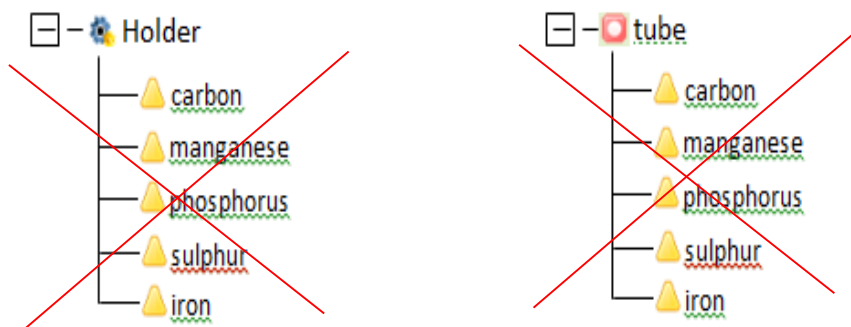 Holder
carbon
manganese
phosphorus
sulphur
iron
tube
carbon
manganese
phosphorus
sulphur
iron